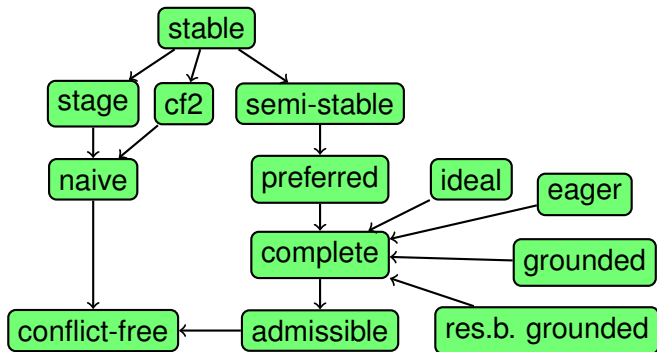 stable
stage
cf2
semi-stable
naive
preferred
ideal
eager
complete
grounded
conflict-free
admissible
res.b. grounded